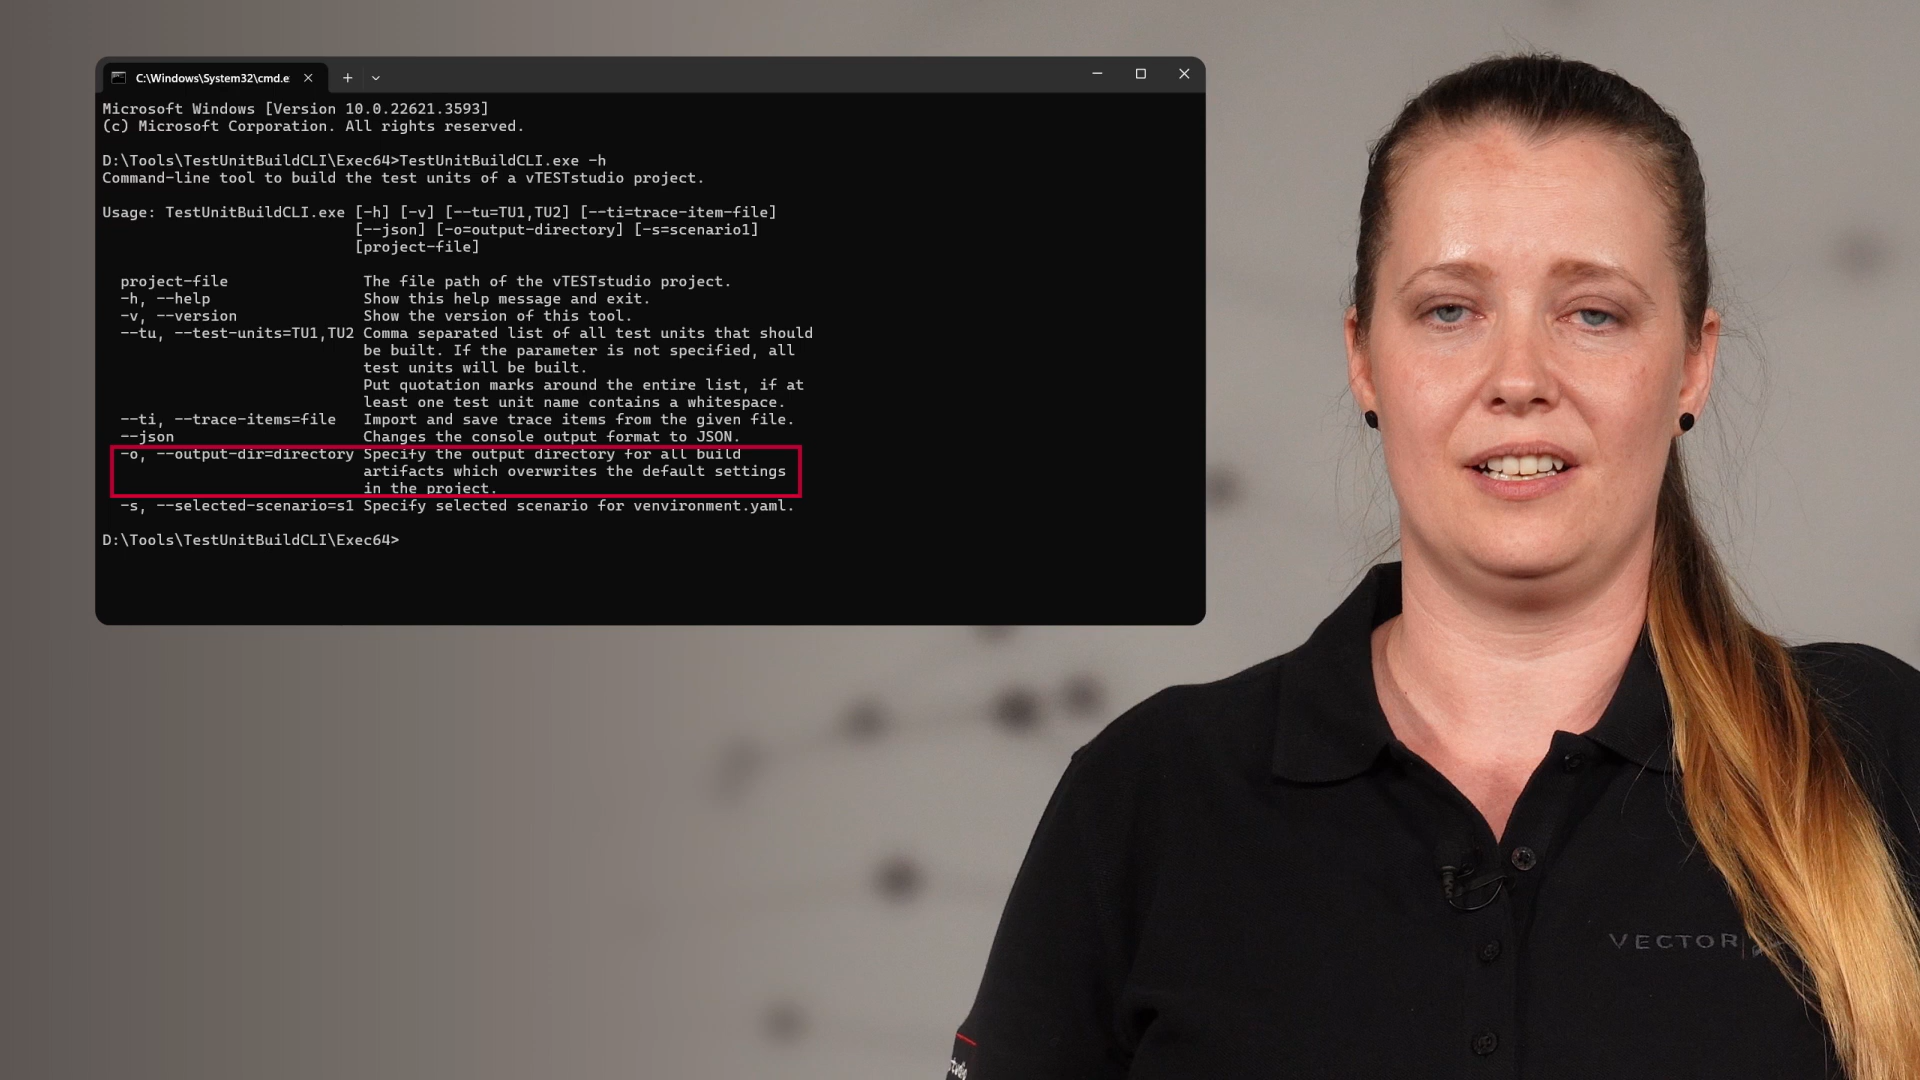 C:\Windows\System32\cmd.e
Microsoft Windows [Version 10.0.22621.3593]
(c) Microsoft Corporation. All rights reserved.
D:\Tools\TestUnitBuildCLI\Exec64>TestUnitBuildCLI.exe -h
Command-line tool to build the test units of a vTESTstudio project.
Usage: TestUnitBuildCLI.exe [-h] [-v] [--tu=TU1,TU2] [--ti=trace-item-file]
[--json] [-o=output-directory] [-s=scenario1]
[project-file]
project-file The file path of the vTESTstudio project.
-h, --help Show this help message and exit.
-v, --version Show the version of this tool.
--tu, --test-units=TU1,TU2 Comma separated list of all test units that should
be built. If the parameter is not specified, all
test units will be built.
Put quotation marks around the entire list, if at
least one test unit name contains a whitespace.
--ti, --trace-items=file Import and save trace items from the given file.
--json Changes the console output format to JSON.
-o, --output-dir=directory Specify the output directory for all build
artifacts which overwrites the default settings
in the project.
-s, --selected-scenario=s1 Specify selected scenario for venvironment.yaml.
D:\Tools\TestUnitBuildCLI\Exec64>
VECTOR